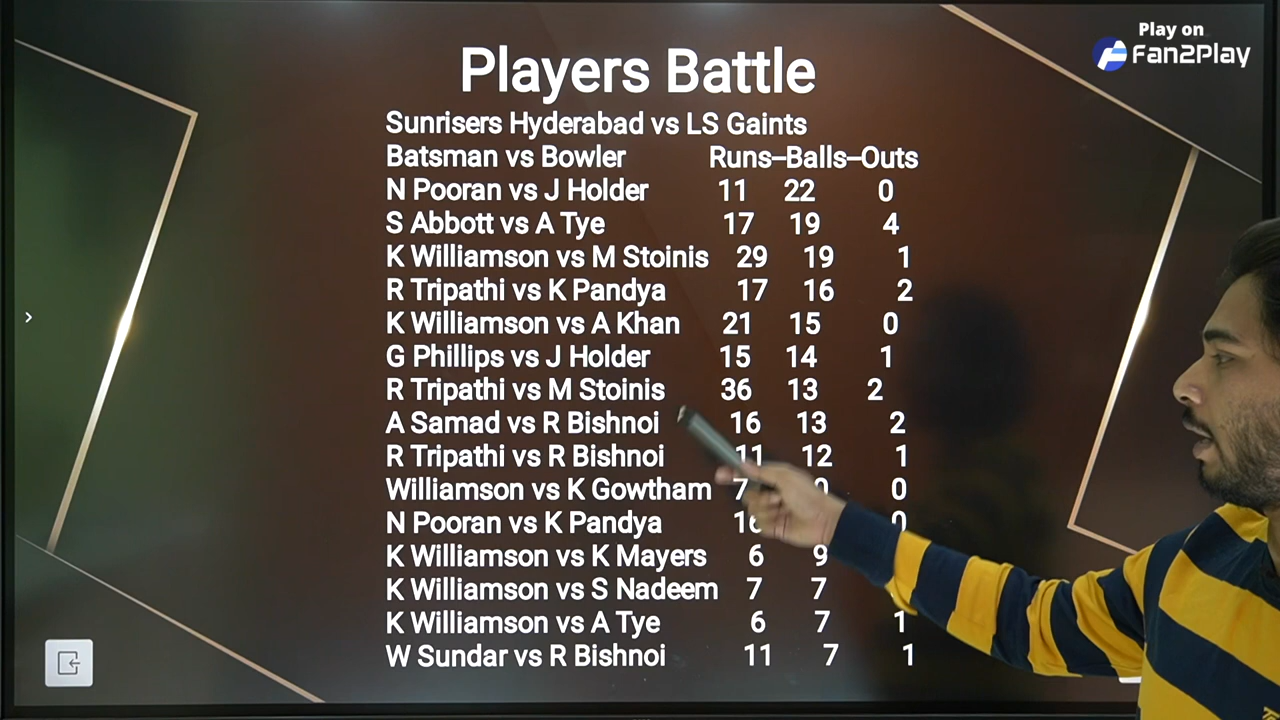 Play on
Fan2Play
Players Battle
Sunrisers Hyderabad vs LS Gaints
Batsman vs Bowler Runs–Balls–Outs
N Pooran vs J Holder 11 22 0
S Abbott vs A Tye 17 19 4
K Williamson vs M Stoinis 29 19 1
R Tripathi vs K Pandya 17 16 2
K Williamson vs A Khan 21 15 0
G Phillips vs J Holder 15 14 1
R Tripathi vs M Stoinis 36 13 2
A Samad vs R Bishnoi 16 13 2
R Tripathi vs R Bishnoi 11 12 1
Williamson vs K Gowtham 7 0
N Pooran vs K Pandya 0
K Williamson vs K Mayers 6 9
K Williamson vs S Nadeem 7 7
K Williamson vs A Tye 6 7 1
W Sundar vs R Bishnoi 11 7 1